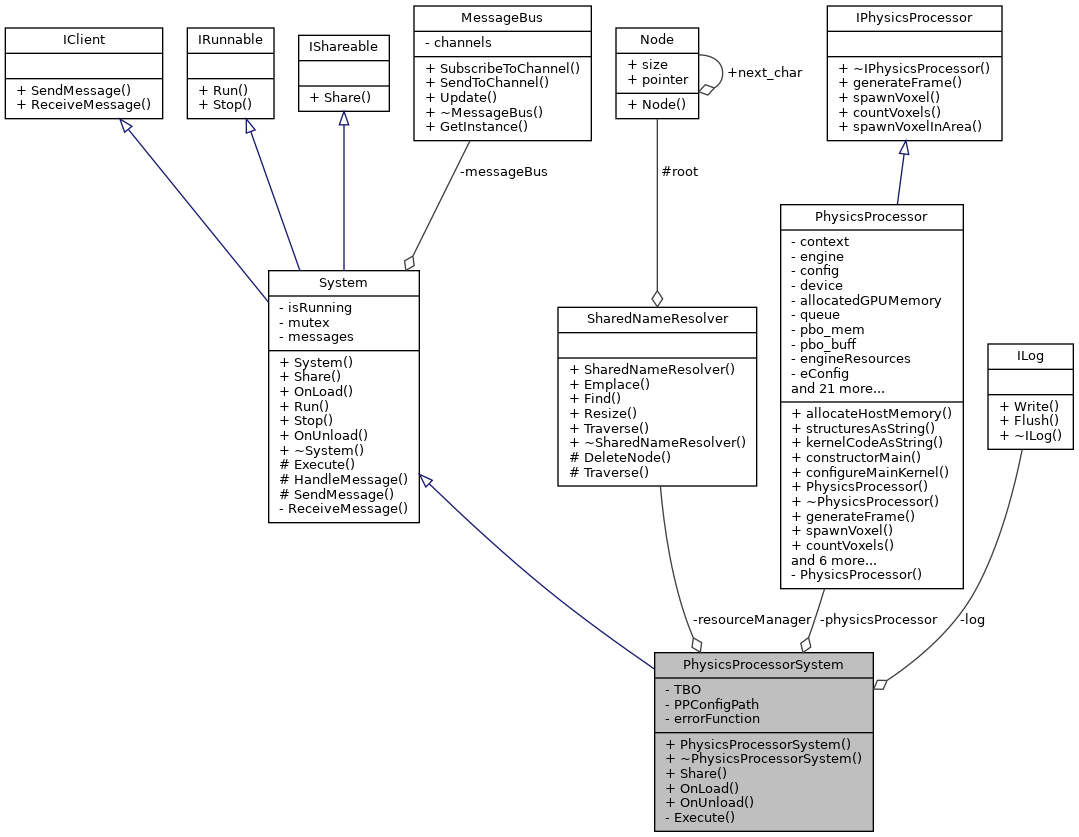 IClient
+ SendMessage()
+ ReceiveMessage()
IRunnable
+ Run()
+ Stop()
IShareable
+ Share()
MessageBus
- channels
+ SubscribeToChannel()
+ SendToChannel()
+ Update()
+ ~MessageBus()
+ GetInstance()
Node
+ size
+ pointer
+ Node()
+next_char
IPhysicsProcessor
+ ~IPhysicsProcessor()
+ generateFrame()
+ spawnVoxel()
+ countVoxels()
+ spawnVoxelInArea()
-messageBus
#root
PhysicsProcessor
- context
- engine
- config
- device
- allocatedGPUMemory
- queue
- pbo_mem
- pbo_buff
- engineResources
- eConfig
and 21 more...
+ allocateHostMemory()
+ structuresAsString()
+ kernelCodeAsString()
+ constructorMain()
+ configureMainKernel()
+ PhysicsProcessor()
+ ~PhysicsProcessor()
+ generateFrame()
+ spawnVoxel()
+ countVoxels()
and 6 more...
- PhysicsProcessor()
System
- isRunning
- mutex
- messages
+ System()
+ Share()
+ OnLoad()
+ Run()
+ Stop()
+ OnUnload()
+ ~System()
# Execute()
# HandleMessage()
# SendMessage()
- ReceiveMessage()
SharedNameResolver
+ SharedNameResolver()
+ Emplace()
+ Find()
+ Resize()
+ Traverse()
+ ~SharedNameResolver()
# DeleteNode()
# Traverse()
ILog
+ Write()
+ Flush()
+ ~ILog()
-resourceManager
-physicsProcessor
-log
PhysicsProcessorSystem
- TBO
- PPConfigPath
- errorFunction
+ PhysicsProcessorSystem()
+ ~PhysicsProcessorSystem()
+ Share()
+ OnLoad()
+ OnUnload()
- Execute()